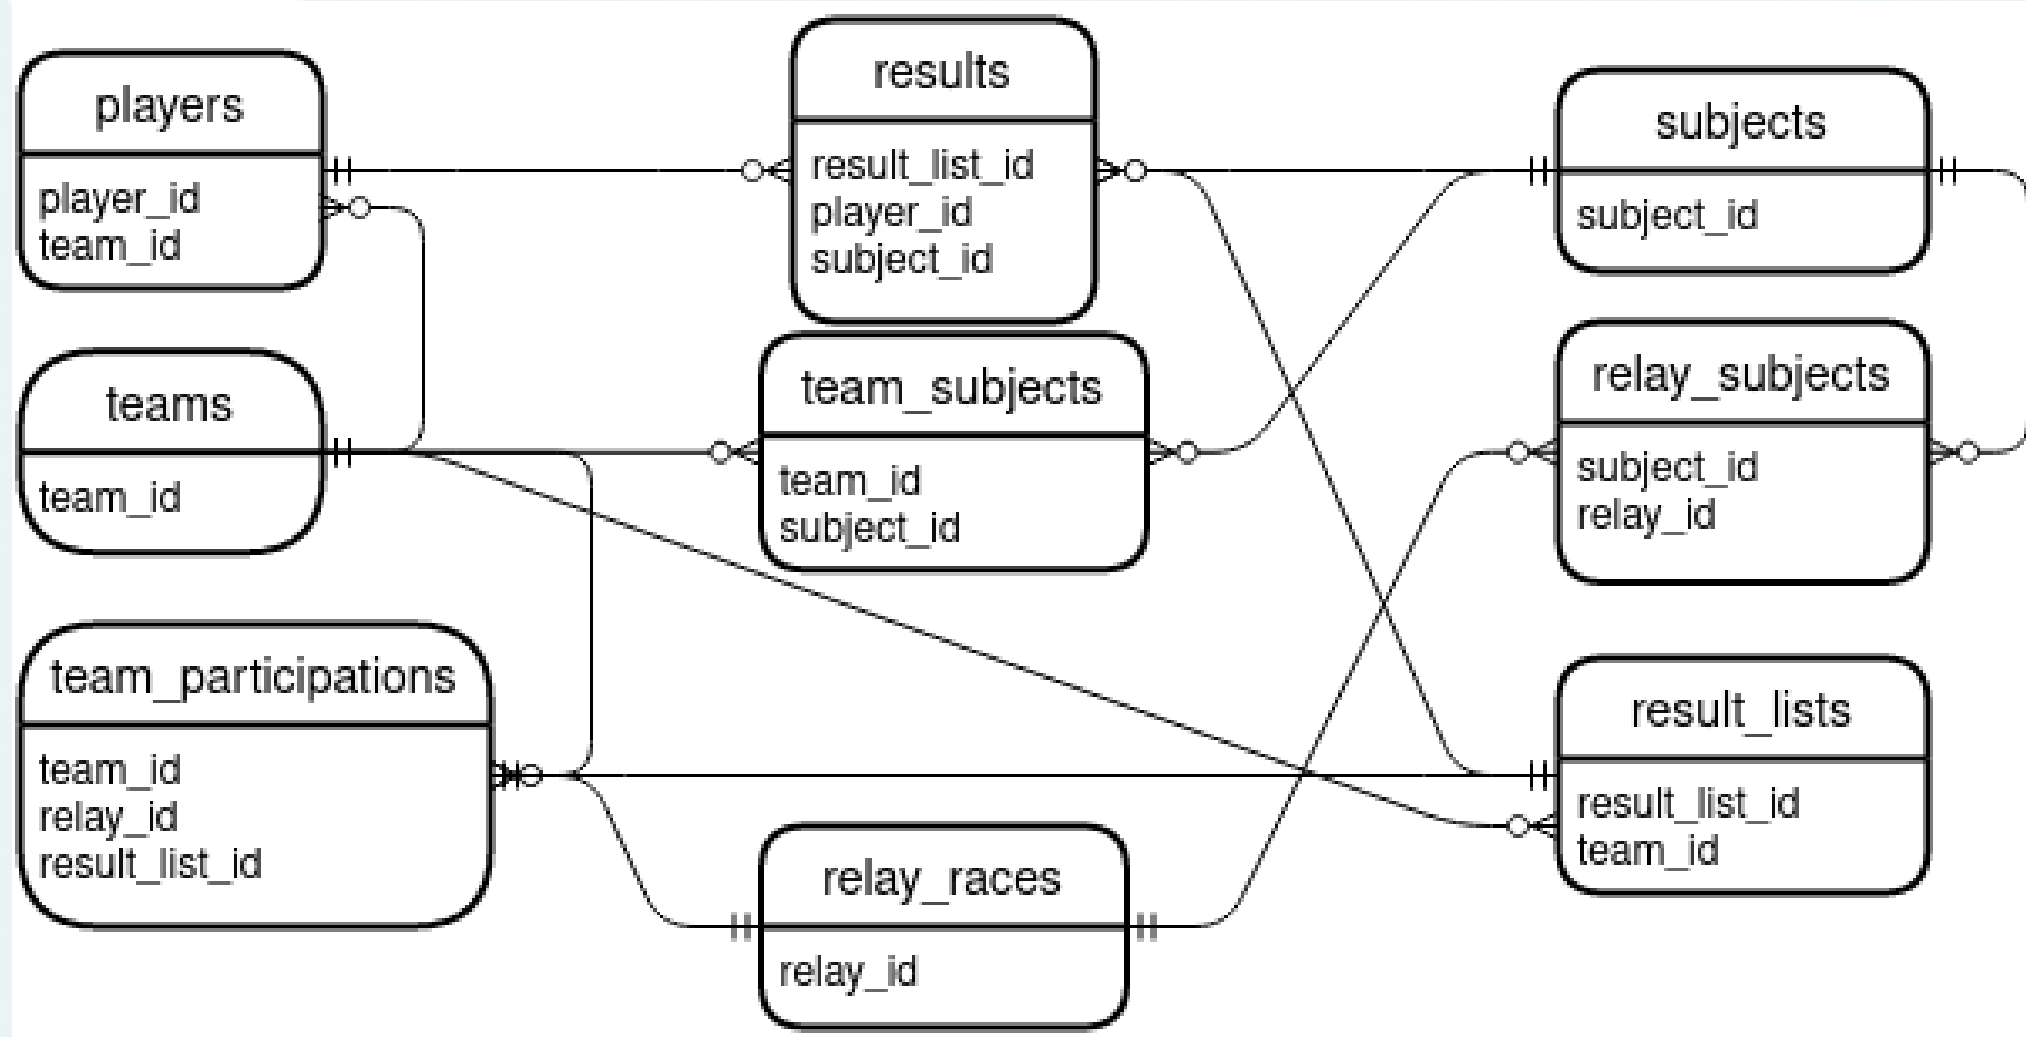 players
player_id
team_id
results
result_list_id
player_id
subject_id
subjects
subject_id
teams
team_id
team_subjects
team_id
subject_id
relay_subjects
subject_id
relay_id
team_participations
team_id
relay_id
result_list_id
relay_races
relay_id
result_lists
result_list_id
team_id